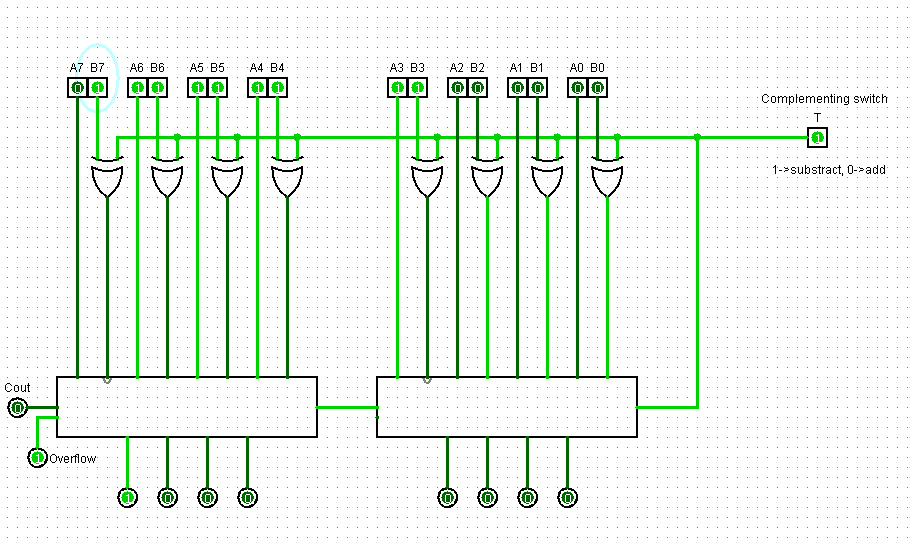 A7 B7 A6 B6 A5 B5 A4 B4 A3 B3 A2 B2 A1 B1 A0 B0
0 1 1 1 1 1 1 1 1 1 0 0 0 0 0 0
Complementing switch
T
1
1->substract, 0->add
Cout
0
1 Overflow
1 0 0 0 0 0 0 0